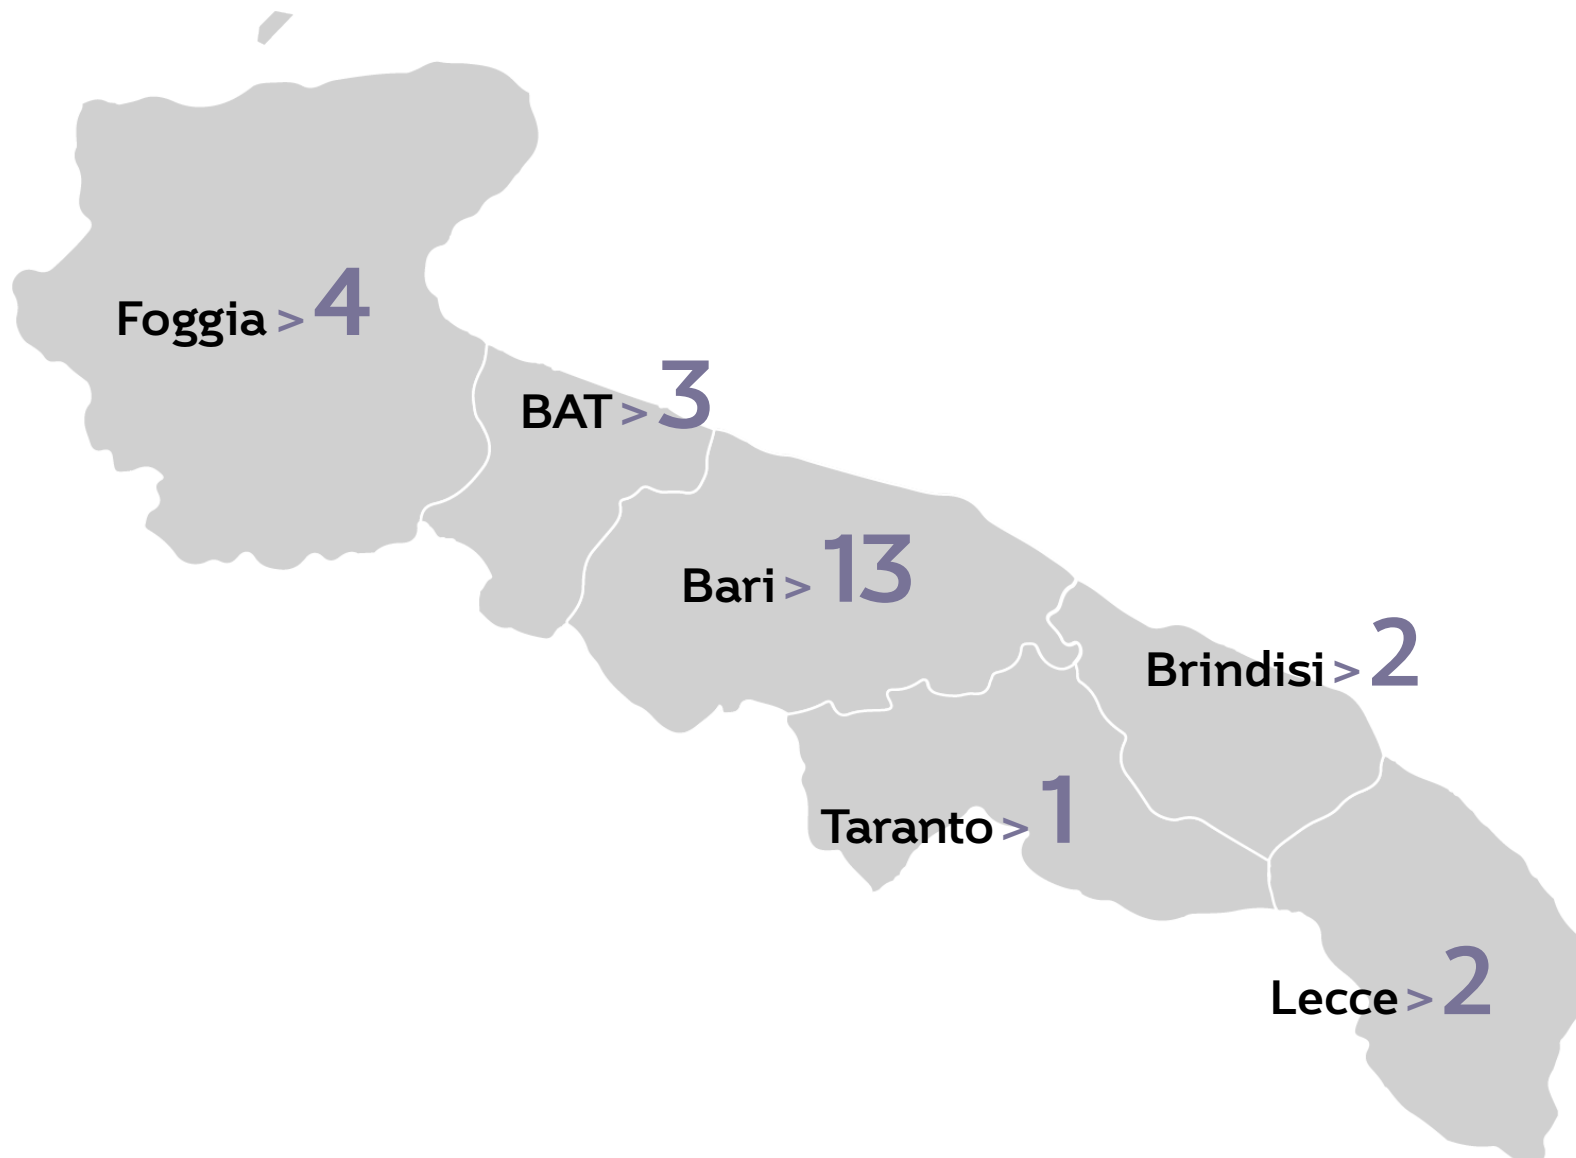 Foggia > 4
BAT > 3
Bari > 13
Brindisi > 2
Taranto > 1
Lecce > 2